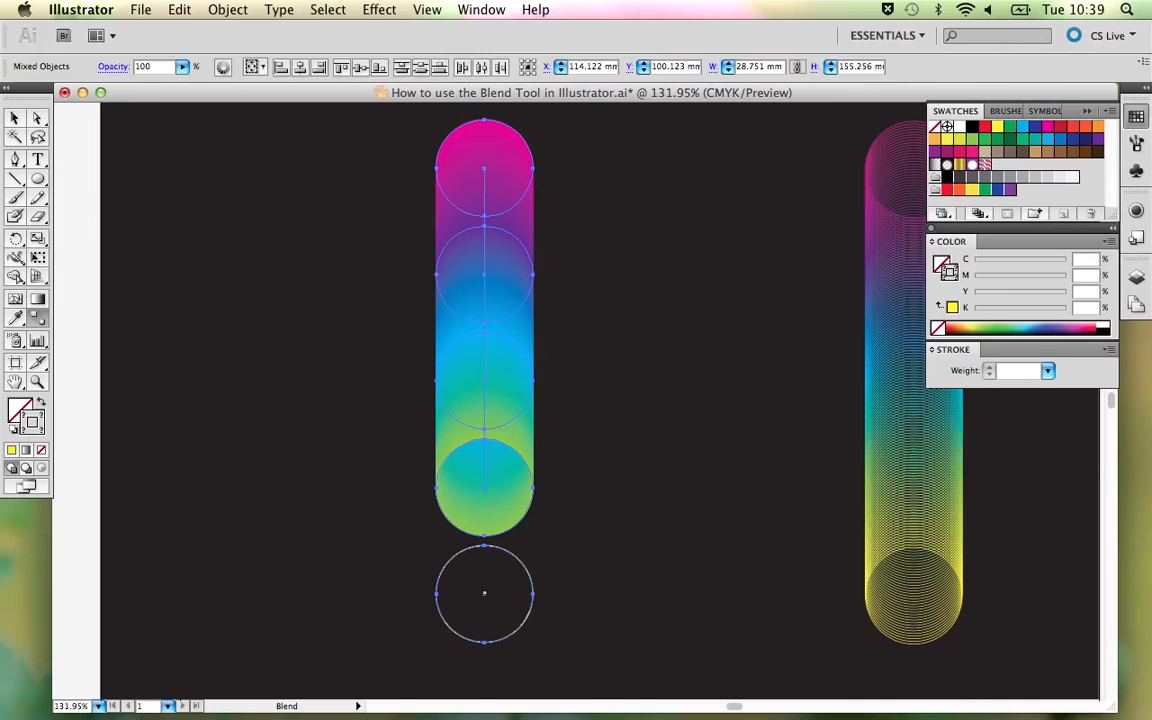 Illustrator File Edit Object Type Select Effect View Window Help Tue 10:39
Ai Br ESSENTIALS CS Live
Mixed Objects Opacity: 100 % X: 114.122 mm Y: 100.123 mm W: 28.751 mm H: 155.256 mm
How to use the Blend Tool in Illustrator.ai* @ 131.95% (CMYK/Preview)
SWATCHES BRUSHE SYMBOL
COLOR
C %
M %
Y %
K %
STROKE
Weight:
T
? ?
131.95% 1 Blend